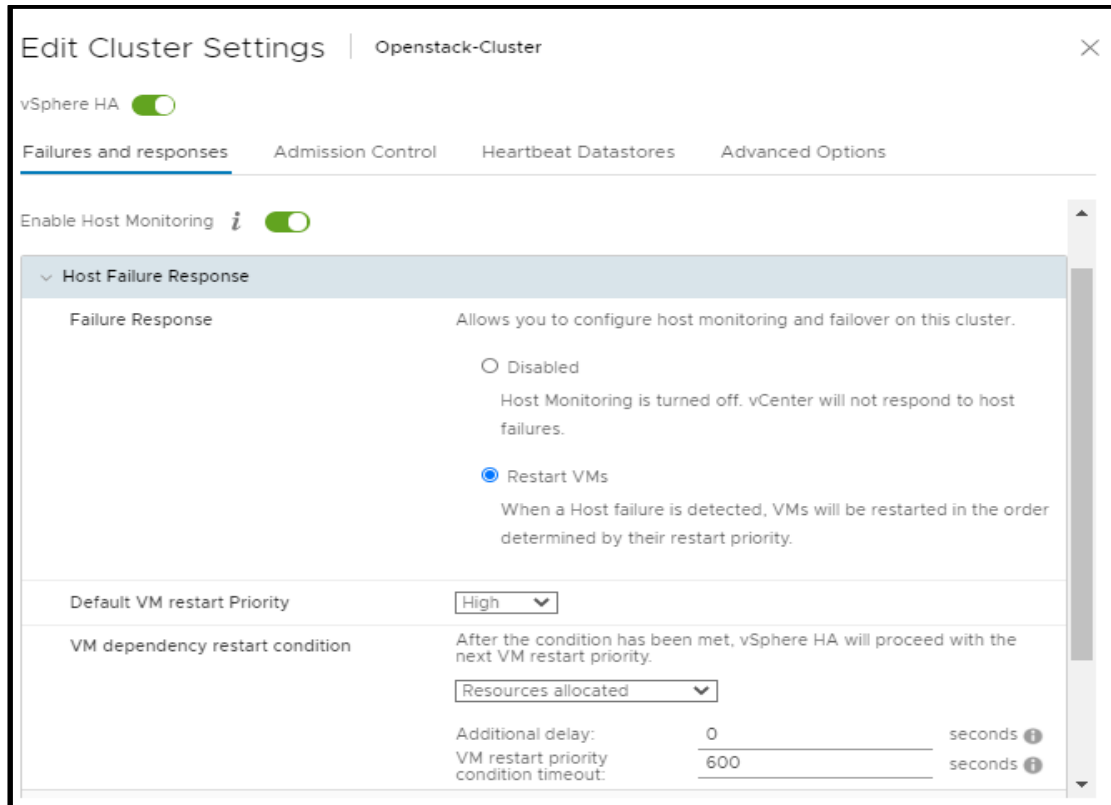 Edit Cluster Settings Openstack-Cluster
vSphere HA
Failures and responses Admission Control Heartbeat Datastores Advanced Options
Enable Host Monitoring i
Host Failure Response
Failure Response Allows you to configure host monitoring and failover on this cluster.
Disabled
Host Monitoring is turned off. vCenter will not respond to host
failures.
Restart VMs
When a Host failure is detected, VMs will be restarted in the order
determined by their restart priority.
Default VM restart Priority High
VM dependency restart condition After the condition has been met, vSphere HA will proceed with the
next VM restart priority.
Resources allocated
Additional delay: 0 seconds
VM restart priority
condition timeout: 600 seconds